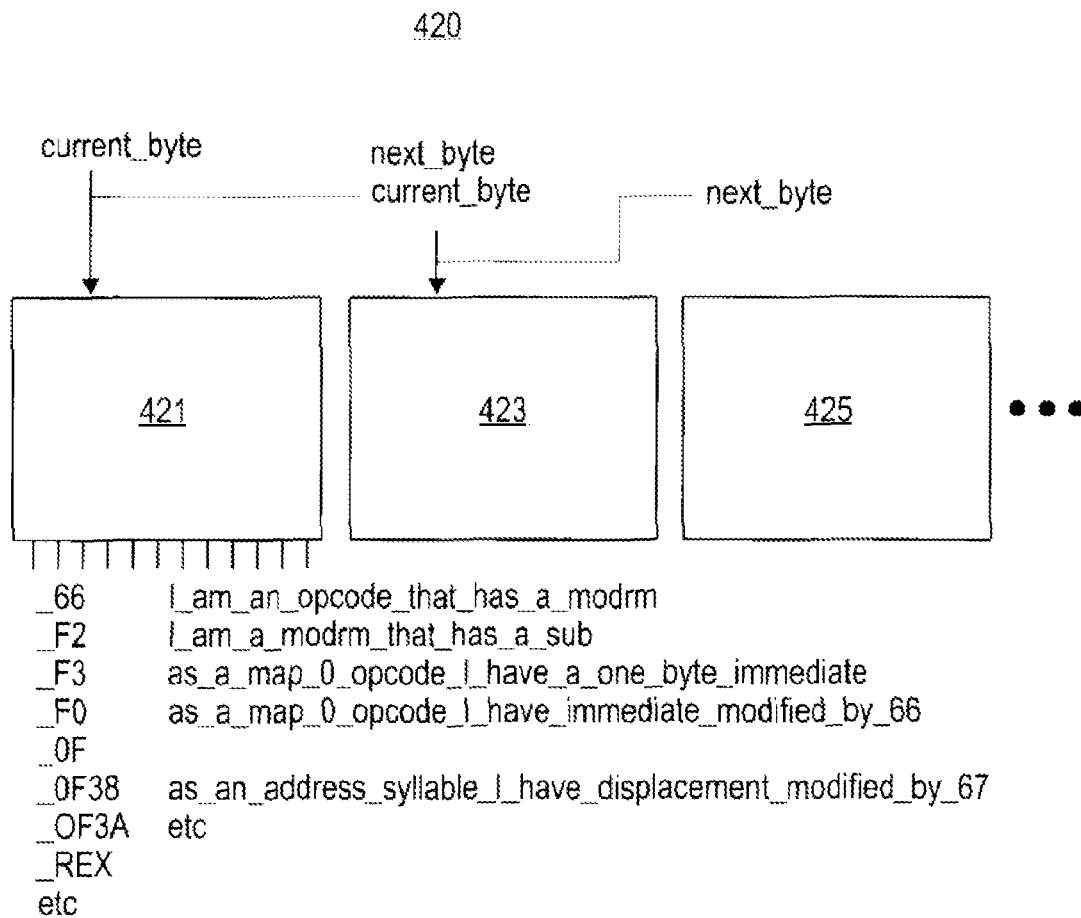 420
current_byte
next_byte
current_byte
next_byte
421
423
425
_66 I_am_an_opcode_that_has_a_modrm
_F2 I_am_a_modrm_that_has_a_sub
_F3 as_a_map_0_opcode_I_have_a_one_byte_immediate
_F0 as_a_map_0_opcode_I_have_immediate_modified_by_66
_0F
_0F38 as_an_address_syllable_I_have_displacement_modified_by_67
_OF3A etc
_REX
etc